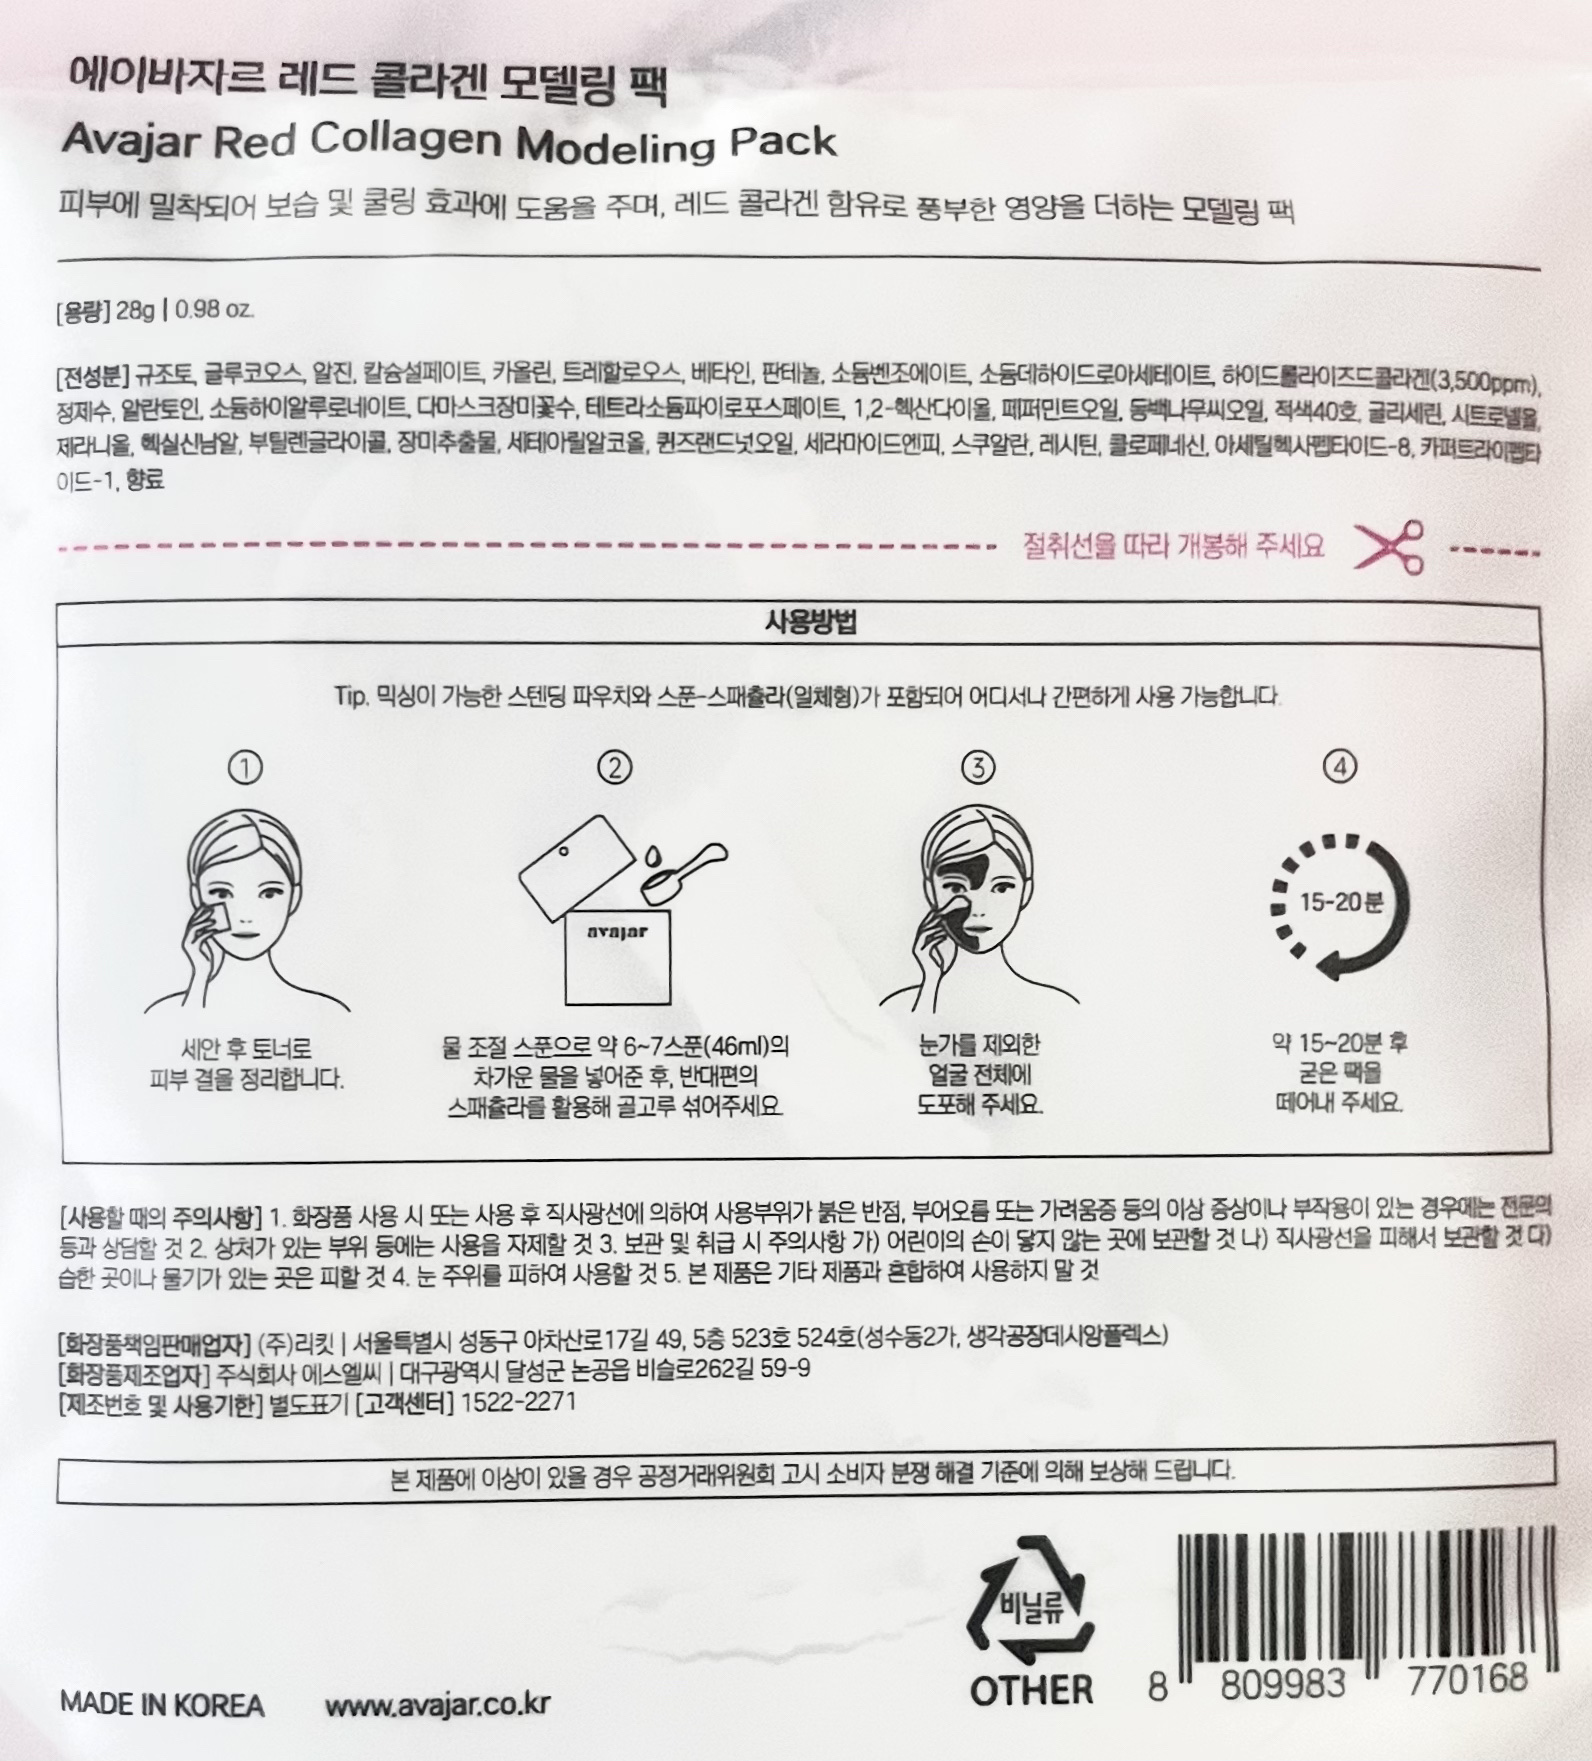 에이바자르 레드 콜라겐 모델링 팩
Avajar Red Collagen Modeling Pack
피부에 밀착되어 보습 및 쿨링 효과에 도움을 주며, 레드 콜라겐 함유로 풍부한 영양을 더하는 모델링 팩
[용량] 28g | 0.98 oz.
[전성분] 규조토, 글루코오스, 알진, 칼슘설페이트, 카올린, 트레할로오스, 베타인, 판테놀, 소듐벤조에이트, 소듐데하이드로아세테이트, 하이드롤라이즈드콜라겐(3,500ppm),
정제수, 알란토인, 소듐하이알루로네이트, 다마스크장미꽃수, 테트라소듐파이로포스페이트, 1,2-헥산다이올, 페퍼민트오일, 동백나무씨오일, 적색40호, 글리세린, 시트로넬올,
제라니올, 헥실신남알, 부틸렌글라이콜, 장미추출물, 세테아릴알코올, 퀸즈랜드넛오일, 세라마이드엔피, 스쿠알란, 레시틴, 클로페네신, 아세틸헥사펩타이드-8, 카퍼트라이펩타
이드-1, 향료
절취선을 따라 개봉해 주세요
사용방법
Tip. 믹싱이 가능한 스텐딩 파우치와 스푼-스패츌라(일체형)가 포함되어 어디서나 간편하게 사용 가능합니다.
① ② ③ ④
avajar
15-20분
세안 후 토너로
피부 결을 정리합니다.
물 조절 스푼으로 약 6~7스푼(46ml)의
차가운 물을 넣어준 후, 반대편의
스패츌라를 활용해 골고루 섞어주세요.
눈가를 제외한
얼굴 전체에
도포해 주세요.
약 15~20분 후
굳은 팩을
떼어내 주세요.
[사용할 때의 주의사항] 1. 화장품 사용 시 또는 사용 후 직사광선에 의하여 사용부위가 붉은 반점, 부어오름 또는 가려움증 등의 이상 증상이나 부작용이 있는 경우에는 전문의
등과 상담할 것 2. 상처가 있는 부위 등에는 사용을 자제할 것 3. 보관 및 취급 시 주의사항 가) 어린이의 손이 닿지 않는 곳에 보관할 것 나) 직사광선을 피해서 보관할 것 다)
습한 곳이나 물기가 있는 곳은 피할 것 4. 눈 주위를 피하여 사용할 것 5. 본 제품은 기타 제품과 혼합하여 사용하지 말 것
[화장품책임판매업자] (주)리킷 | 서울특별시 성동구 아차산로17길 49, 5층 523호 524호(성수동2가, 생각공장데시앙플렉스)
[화장품제조업자] 주식회사 에스엘씨 | 대구광역시 달성군 논공읍 비슬로262길 59-9
[제조번호 및 사용기한] 별도표기 [고객센터] 1522-2271
본 제품에 이상이 있을 경우 공정거래위원회 고시 소비자 분쟁 해결 기준에 의해 보상해 드립니다.
비닐류
OTHER
8 809983 770168
MADE IN KOREA www.avajar.co.kr